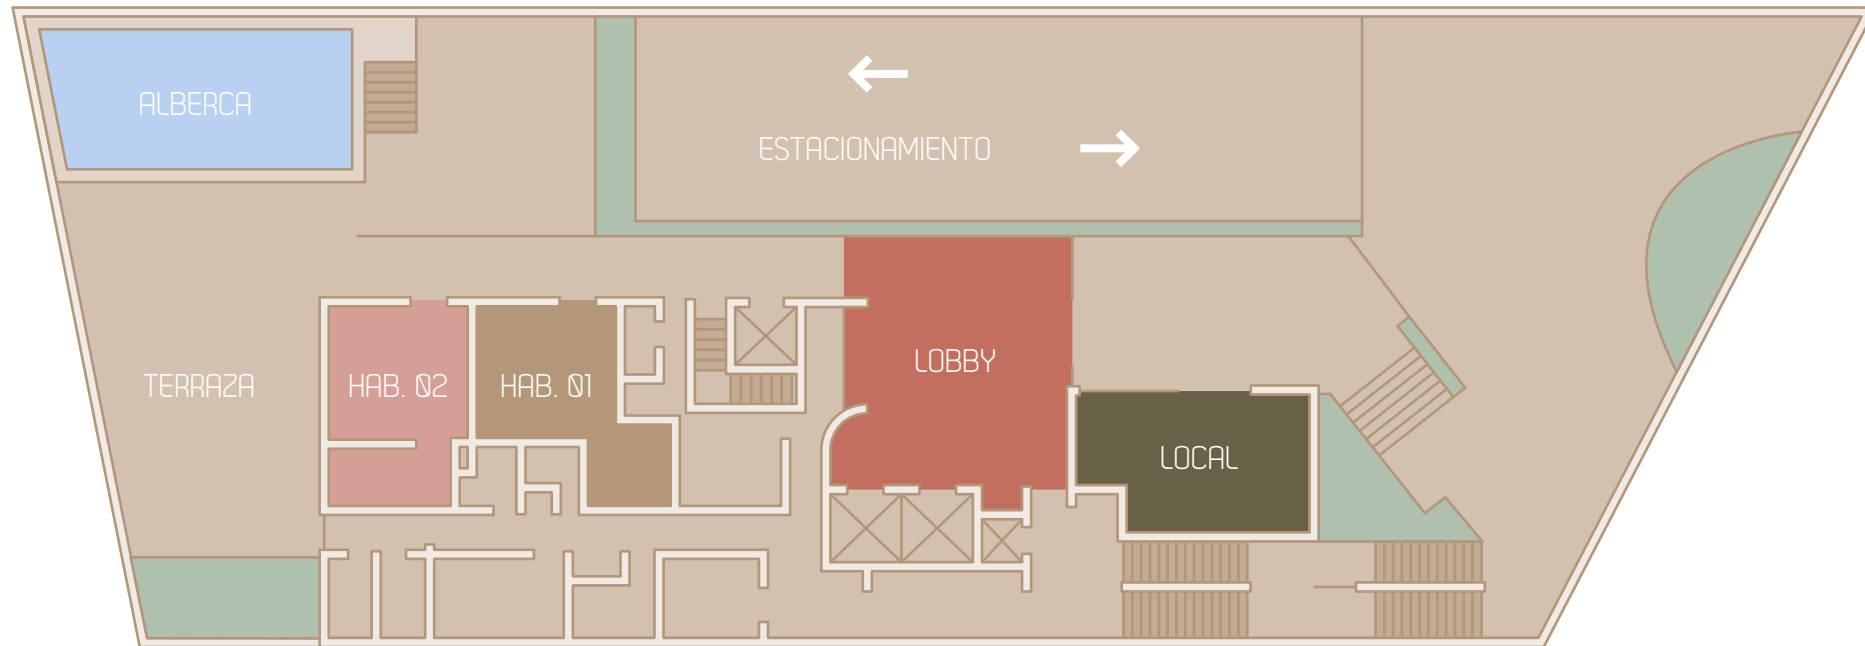 ALBERCA
ESTACIONAMIENTO
LOBBY
TERRAZA
HAB. 02
HAB. 01
LOCAL